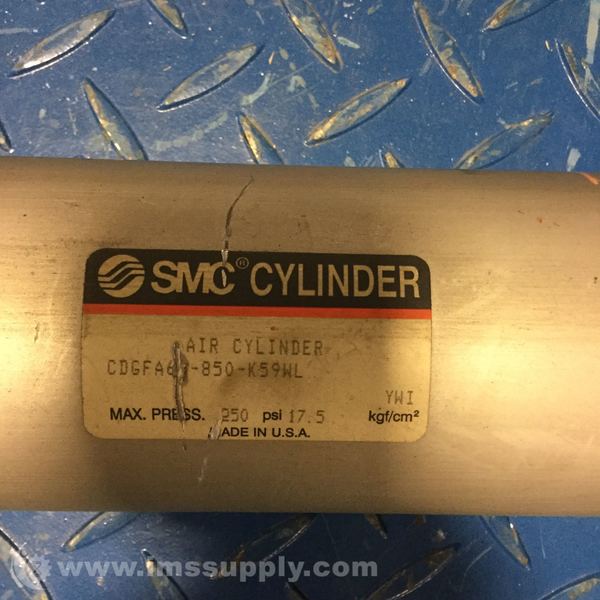 SMC® CYLINDER
AIR CYLINDER
-850-K59WL
YWI
MAX. PRESS. 250 psi 17.5 kgf/cm²
MADE IN U.S.A.
www.imssupply.com